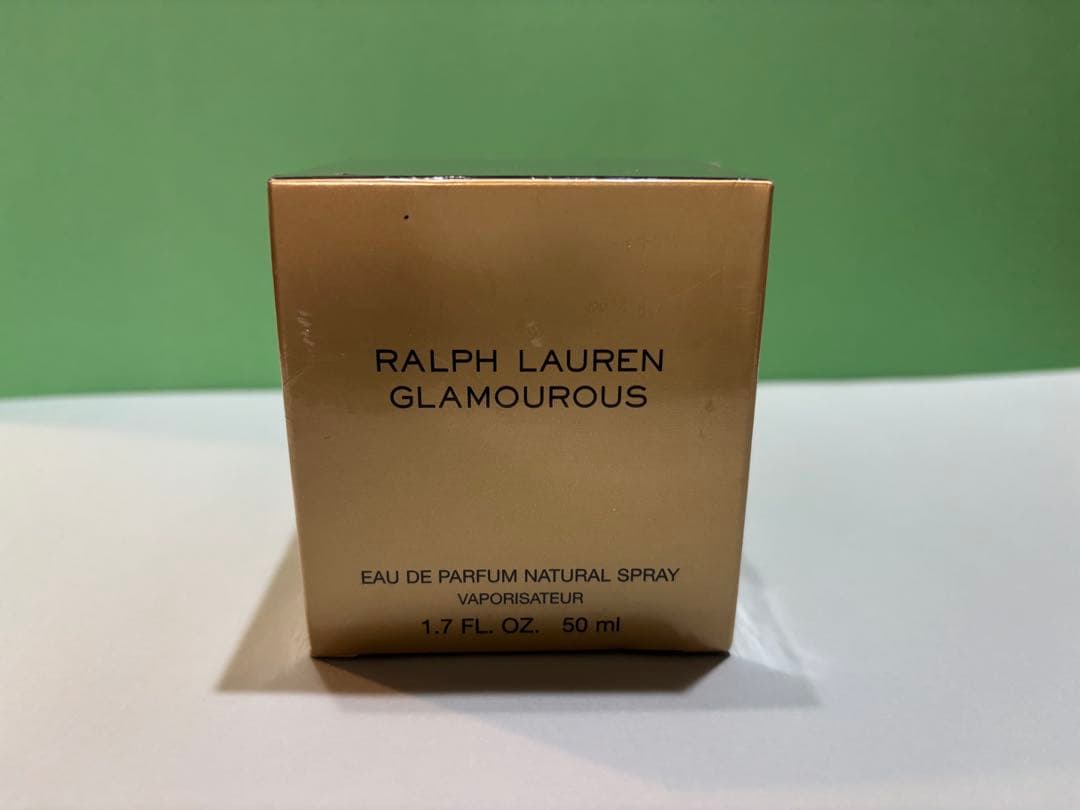 RALPH LAUREN
GLAMOUROUS
EAU DE PARFUM NATURAL SPRAY
VAPORISATEUR
1.7 FL. OZ. 50 ml